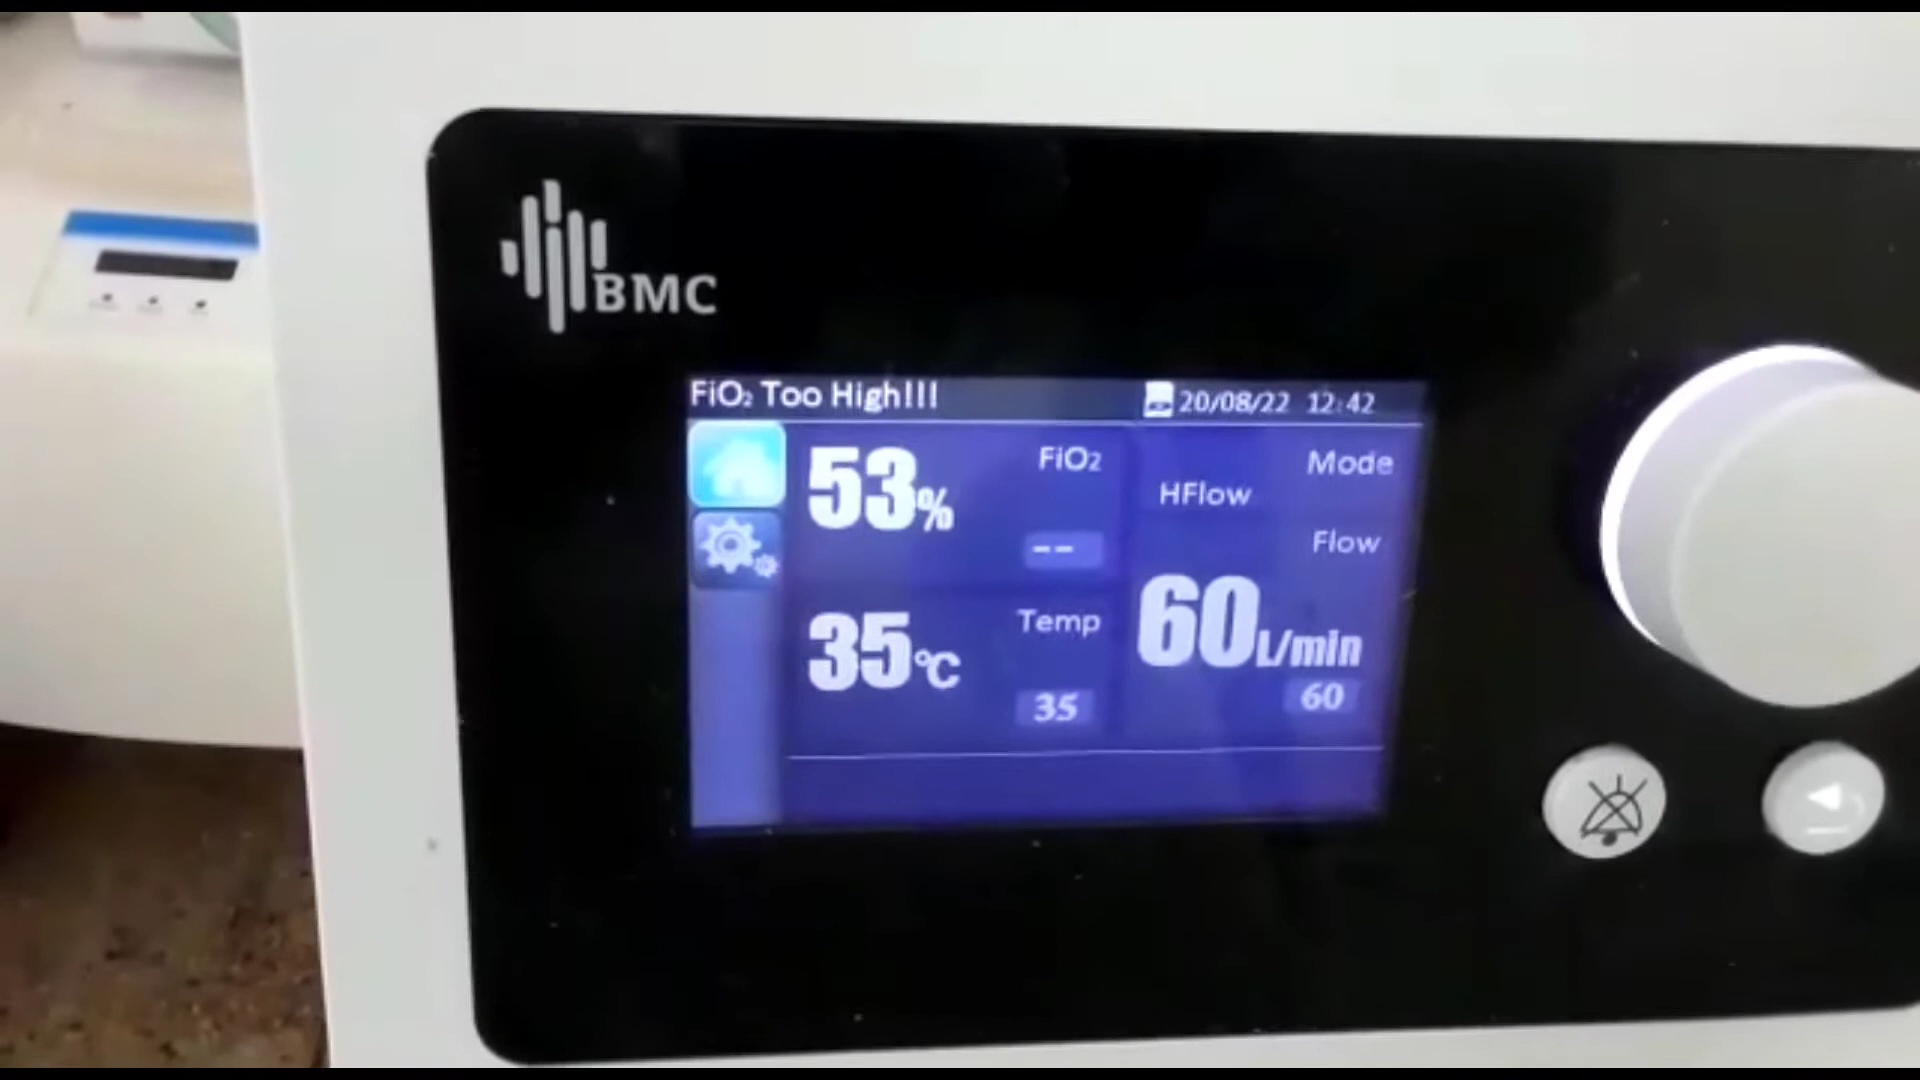 BMC
FiO₂ Too High!!! 20/08/22 12:42
53% FiO2
--
35℃ Temp
35
Mode
HFlow
Flow
60L/min
60